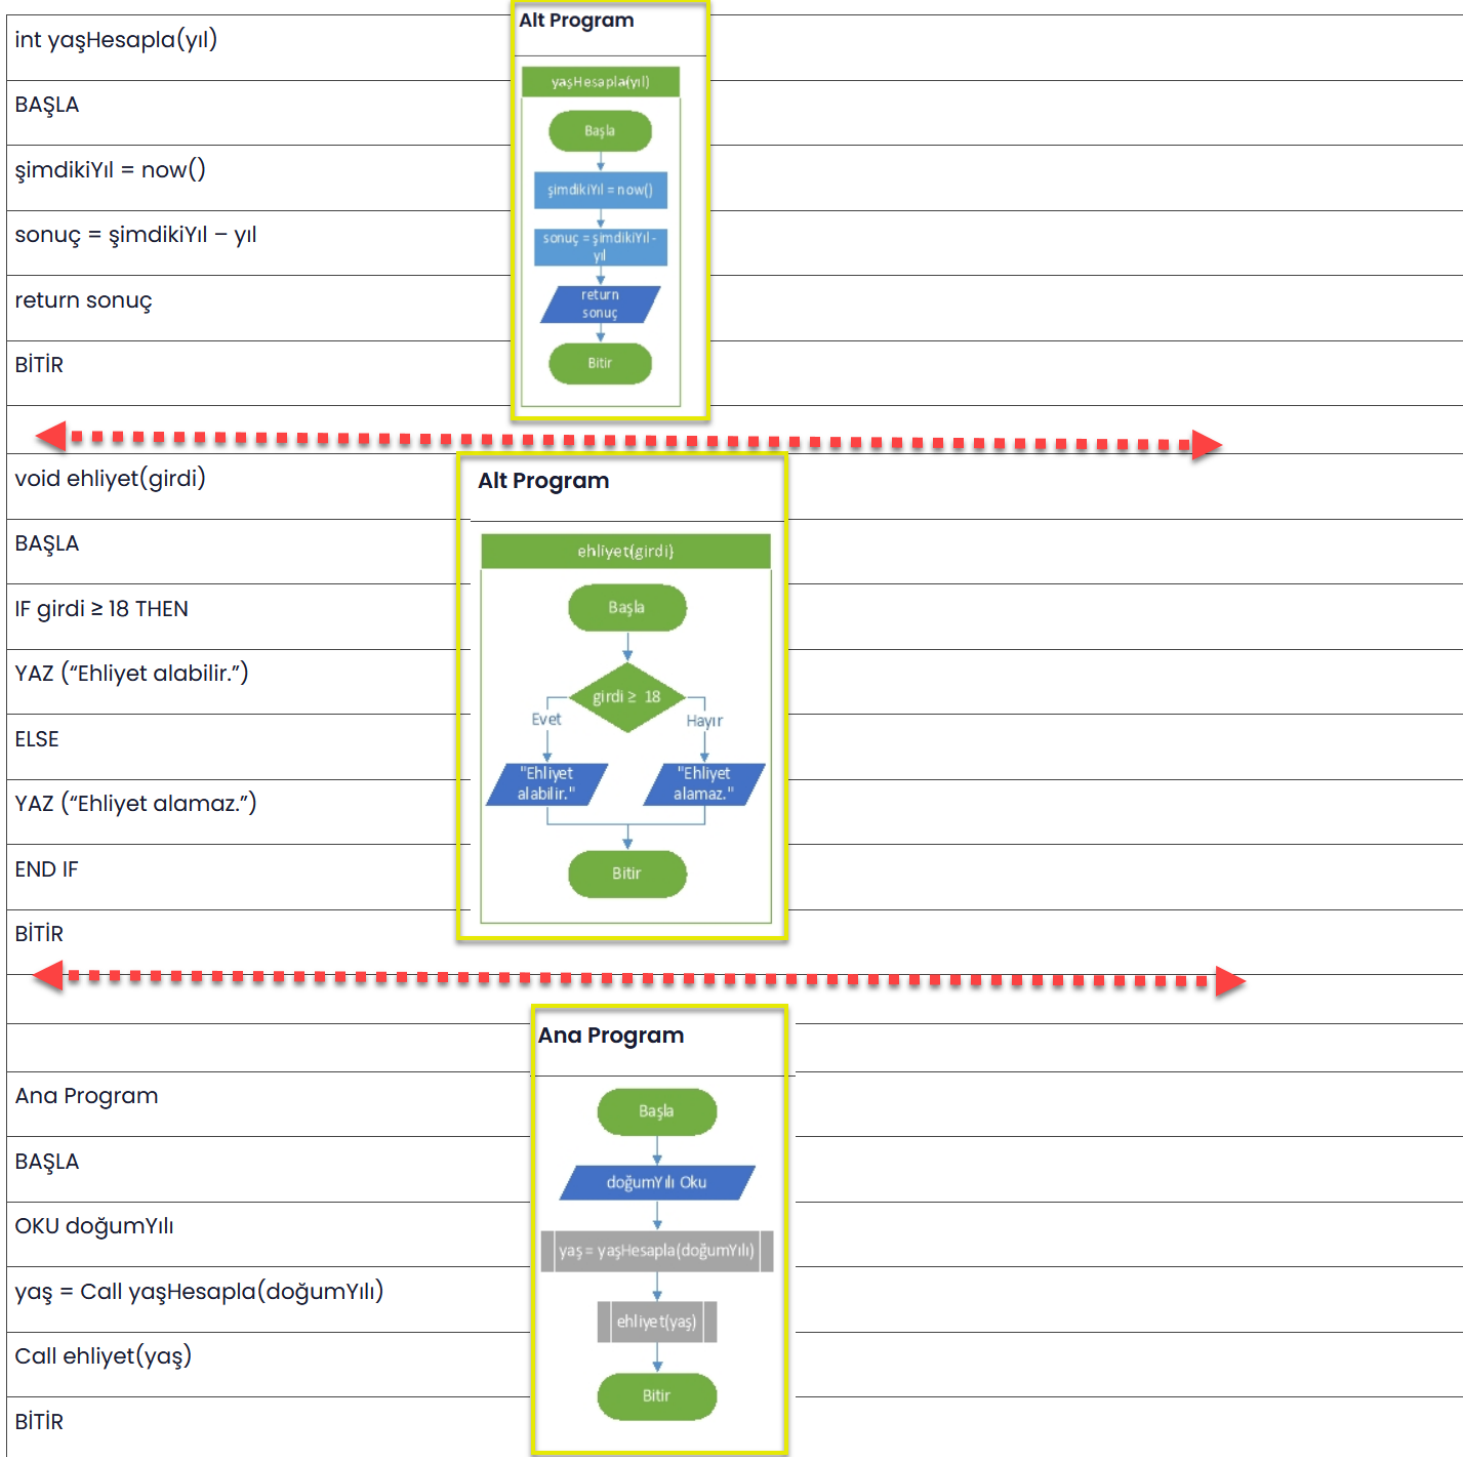 int yaşHesapla(yıl)
BAŞLA
şimdikiYıl = now()
sonuç = şimdikiYıl – yıl
return sonuç
BİTİR
Alt Program
yaşHesapla(yıl)
Başla
şimdikiYıl = now()
sonuç = şimdikiYıl -
yıl
return
sonuç
Bitir
void ehliyet(girdi)
BAŞLA
IF girdi ≥ 18 THEN
YAZ (“Ehliyet alabilir.”)
ELSE
YAZ (“Ehliyet alamaz.”)
END IF
BİTİR
Alt Program
ehliyet(girdi}
Başla
girdi ≥ 18
Evet
Hayır
"Ehliyet
alabilir."
"Ehliyet
alamaz."
Bitir
Ana Program
BAŞLA
OKU doğumYılı
yaş = Call yaşHesapla(doğumYılı)
Call ehliyet(yaş)
BİTİR
Ana Program
Başla
doğumYılı Oku
yaş = yaşHesapla(doğumYılı)
ehliyet(yaş)
Bitir